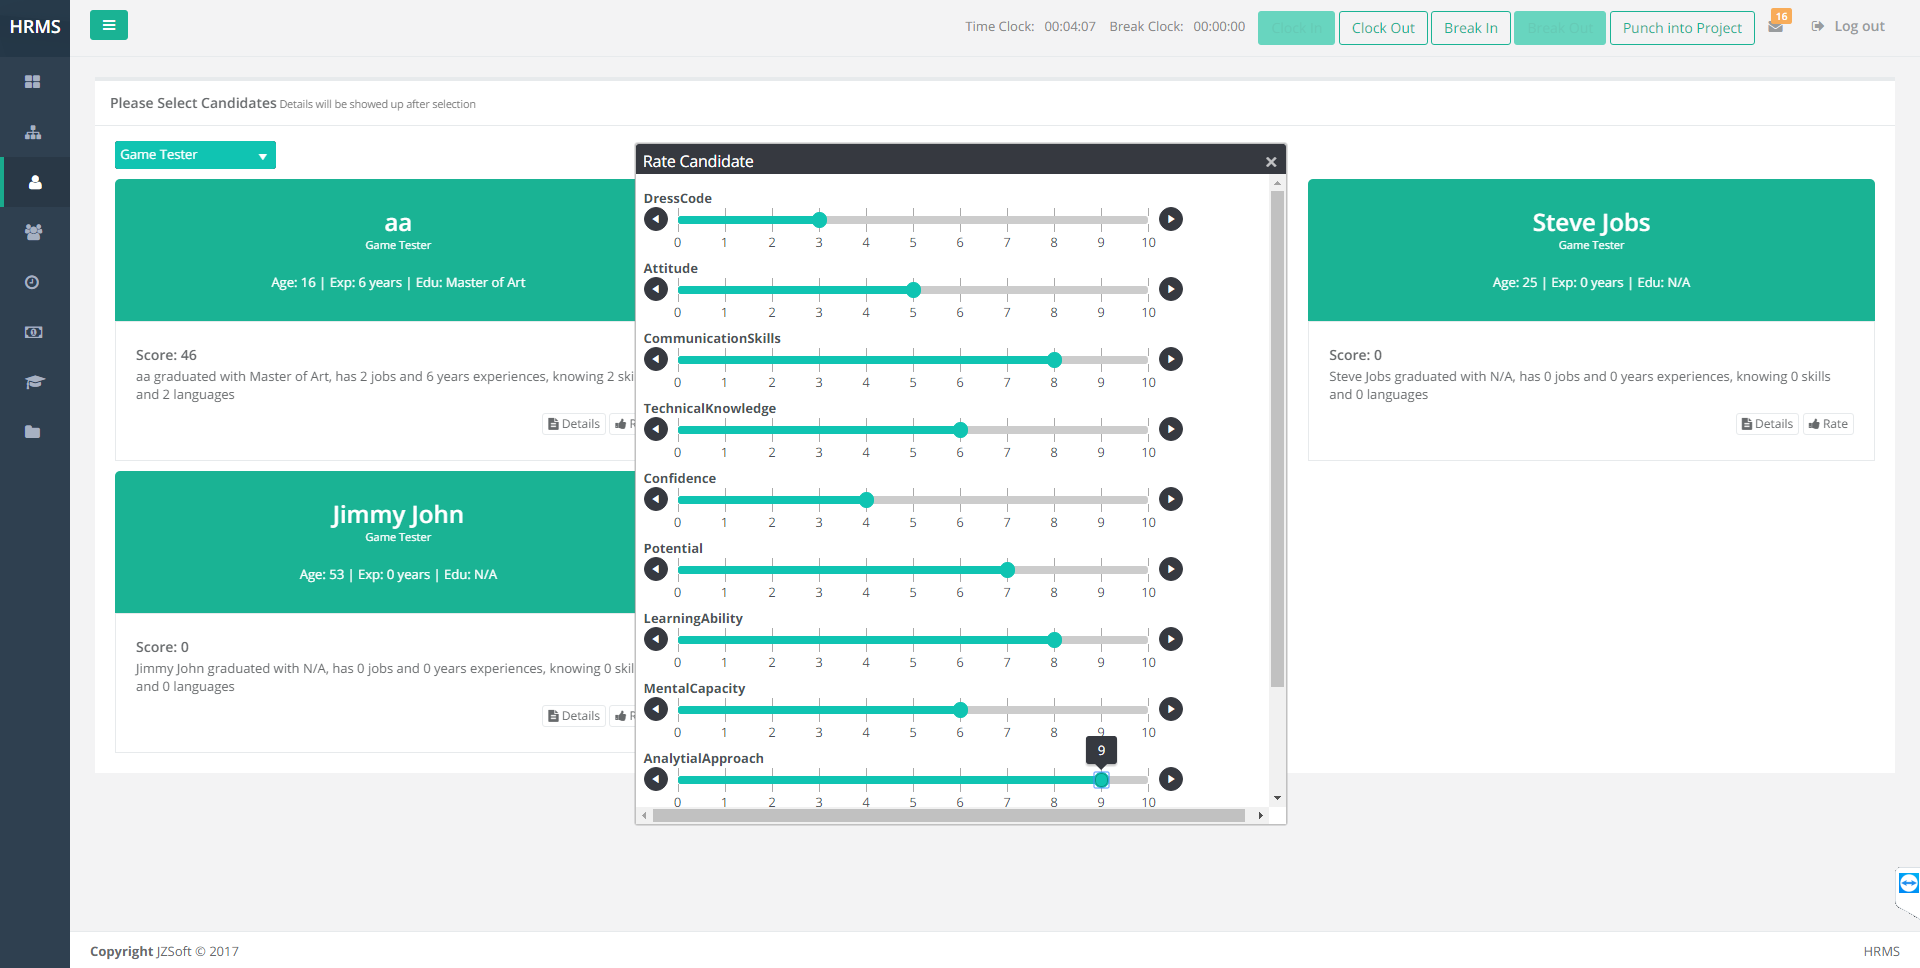 HRMS
Time Clock: 00:04:07 Break Clock: 00:00:00 Clock In Clock Out Break In Break Out Punch into Project 16 Log out
Please Select Candidates Details will be showed up after selection
Game Tester
aa
Game Tester
Age: 16 | Exp: 6 years | Edu: Master of Art
Score: 46
aa graduated with Master of Art, has 2 jobs and 6 years experiences, knowing 2 ski
and 2 languages
Details R
Jimmy John
Game Tester
Age: 53 | Exp: 0 years | Edu: N/A
Score: 0
Jimmy John graduated with N/A, has 0 jobs and 0 years experiences, knowing 0 skil
and 0 languages
Details R
Rate Candidate
DressCode
0 1 2 3 4 5 6 7 8 9 10
Attitude
0 1 2 3 4 5 6 7 8 9 10
CommunicationSkills
0 1 2 3 4 5 6 7 8 9 10
TechnicalKnowledge
0 1 2 3 4 5 6 7 8 9 10
Confidence
0 1 2 3 4 5 6 7 8 9 10
Potential
0 1 2 3 4 5 6 7 8 9 10
LearningAbility
0 1 2 3 4 5 6 7 8 9 10
MentalCapacity
0 1 2 3 4 5 6 7 8 9 10
9
AnalytialApproach
0 1 2 3 4 5 6 7 8 9 10
Steve Jobs
Game Tester
Age: 25 | Exp: 0 years | Edu: N/A
Score: 0
Steve Jobs graduated with N/A, has 0 jobs and 0 years experiences, knowing 0 skills
and 0 languages
Details Rate
Copyright JZSoft © 2017
HRMS